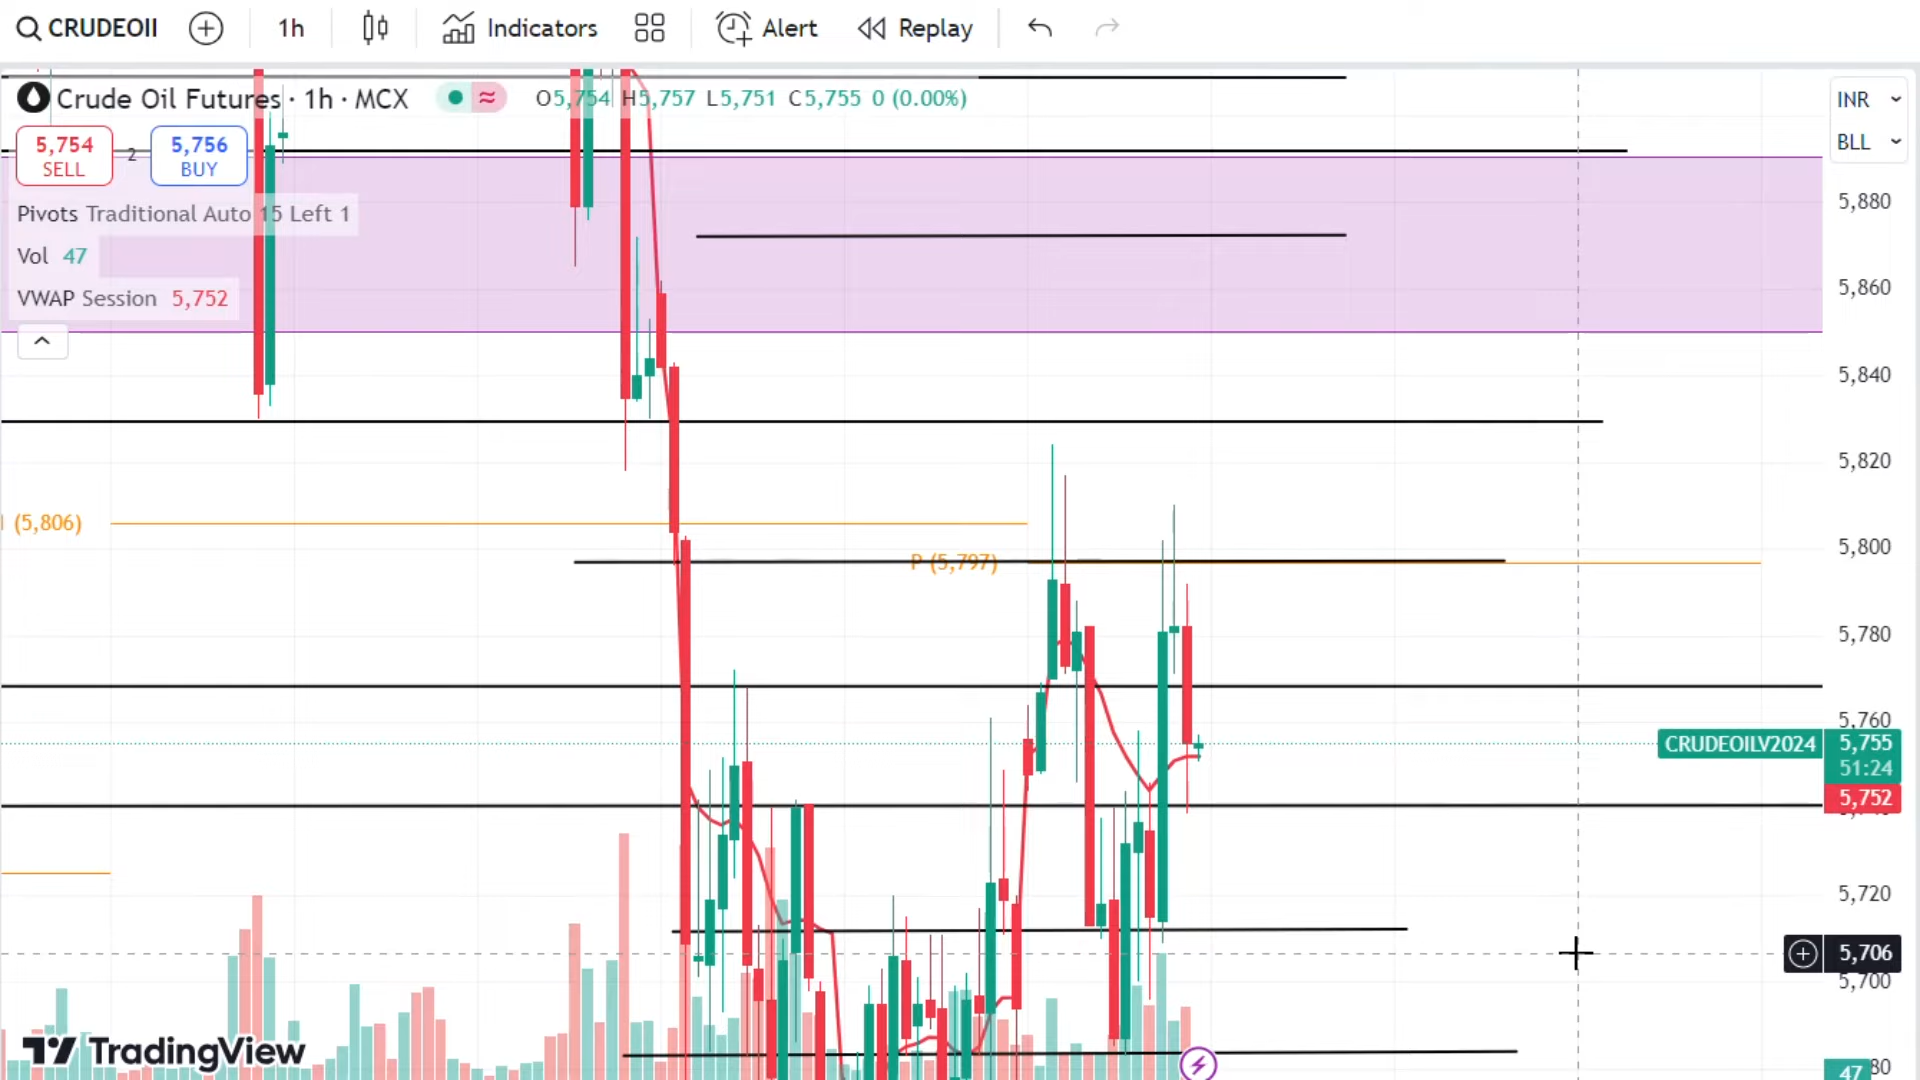 CRUDEOII 1h Indicators Alert Replay
Crude Oil Futures · 1h · MCX O5,754 H5,757 L5,751 C5,755 0 (0.00%)
INR
BLL
5,754
SELL
2
5,756
BUY
Pivots Traditional Auto 15 Left 1
Vol 47
VWAP Session 5,752
5,880
5,860
5,840
5,820
(5,806)
5,800
P (5,797)
5,780
5,760
CRUDEOILV2024 5,755
51:24
5,752
5,720
5,706
5,700
TradingView
47